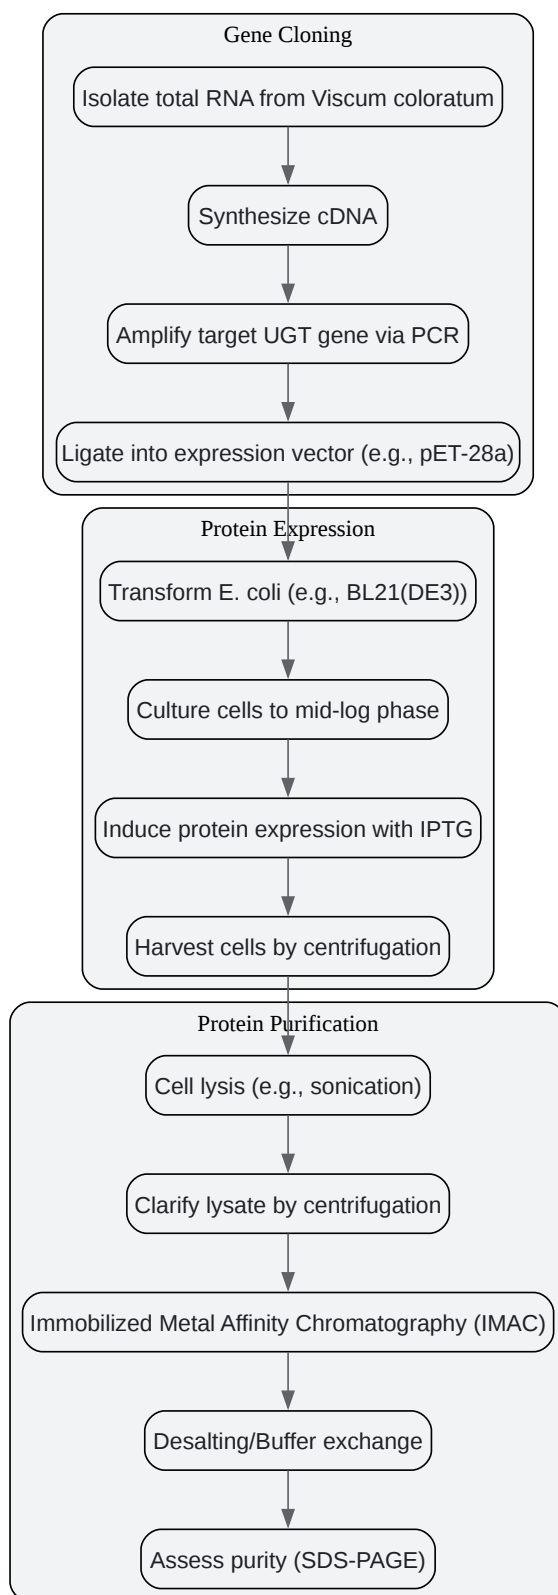 Gene Cloning
Isolate total RNA from Viscum coloratum
Synthesize cDNA
Amplify target UGT gene via PCR
Ligate into expression vector (e.g., pET-28a)
Protein Expression
Transform E. coli (e.g., BL21(DE3))
Culture cells to mid-log phase
Induce protein expression with IPTG
Harvest cells by centrifugation
Protein Purification
Cell lysis (e.g., sonication)
Clarify lysate by centrifugation
Immobilized Metal Affinity Chromatography (IMAC)
Desalting/Buffer exchange
Assess purity (SDS-PAGE)